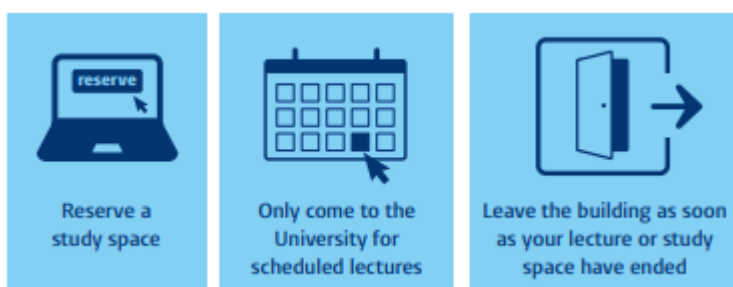 reserve
Reserve a
study space
Only come to the
University for
scheduled lectures
Leave the building as soon
as your lecture or study
space have ended